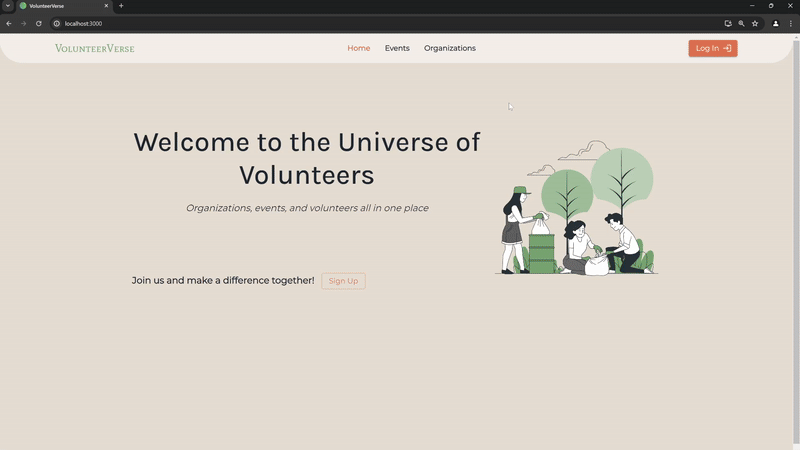 VolunteerVerse
localhost:3000
VolunteerVerse
Home
Events
Organizations
Log In
Welcome to the Universe of
Volunteers
Organizations, events, and volunteers all in one place
Join us and make a difference together!
Sign Up